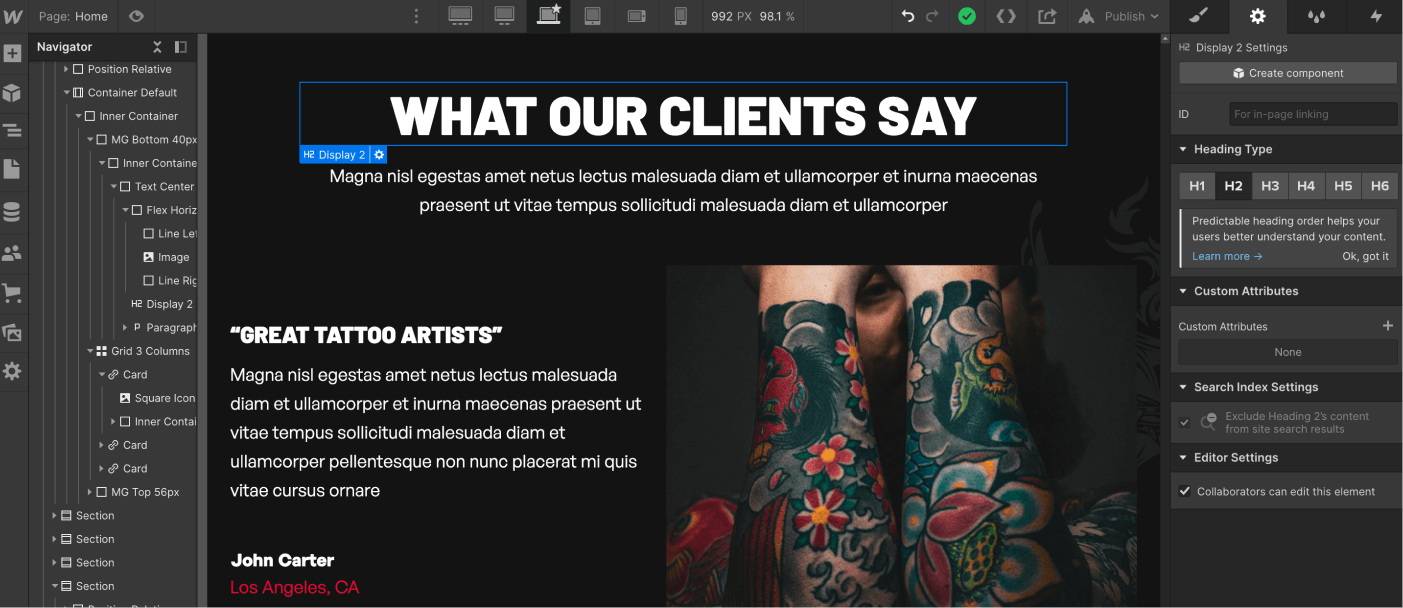 Page: Home
992 PX 98.1 %
Publish
Navigator
Position Relative
Container Default
Inner Container
MG Bottom 40px
Inner Containe
Text Center
Flex Horiz
Line Lef
Image
Line Rig
H2 Display 2
P Paragraph
Grid 3 Columns
Card
Square Icon
Inner Contai
Card
Card
MG Top 56px
Section
Section
Section
Section
WHAT OUR CLIENTS SAY
H2 Display 2
Magna nisl egestas amet netus lectus malesuada diam et ullamcorper et inurna maecenas
praesent ut vitae tempus sollicitudi malesuada diam et ullamcorper
“GREAT TATTOO ARTISTS”
Magna nisl egestas amet netus lectus malesuada
diam et ullamcorper et inurna maecenas praesent ut
vitae tempus sollicitudi malesuada diam et
ullamcorper pellentesque non nunc placerat mi quis
vitae cursus ornare
John Carter
Los Angeles, CA
H2 Display 2 Settings
Create component
ID For in-page linking
Heading Type
H1 H2 H3 H4 H5 H6
Predictable heading order helps your
users better understand your content.
Learn more → Ok, got it
Custom Attributes
Custom Attributes
None
Search Index Settings
Exclude Heading 2's content
from site search results
Editor Settings
Collaborators can edit this element